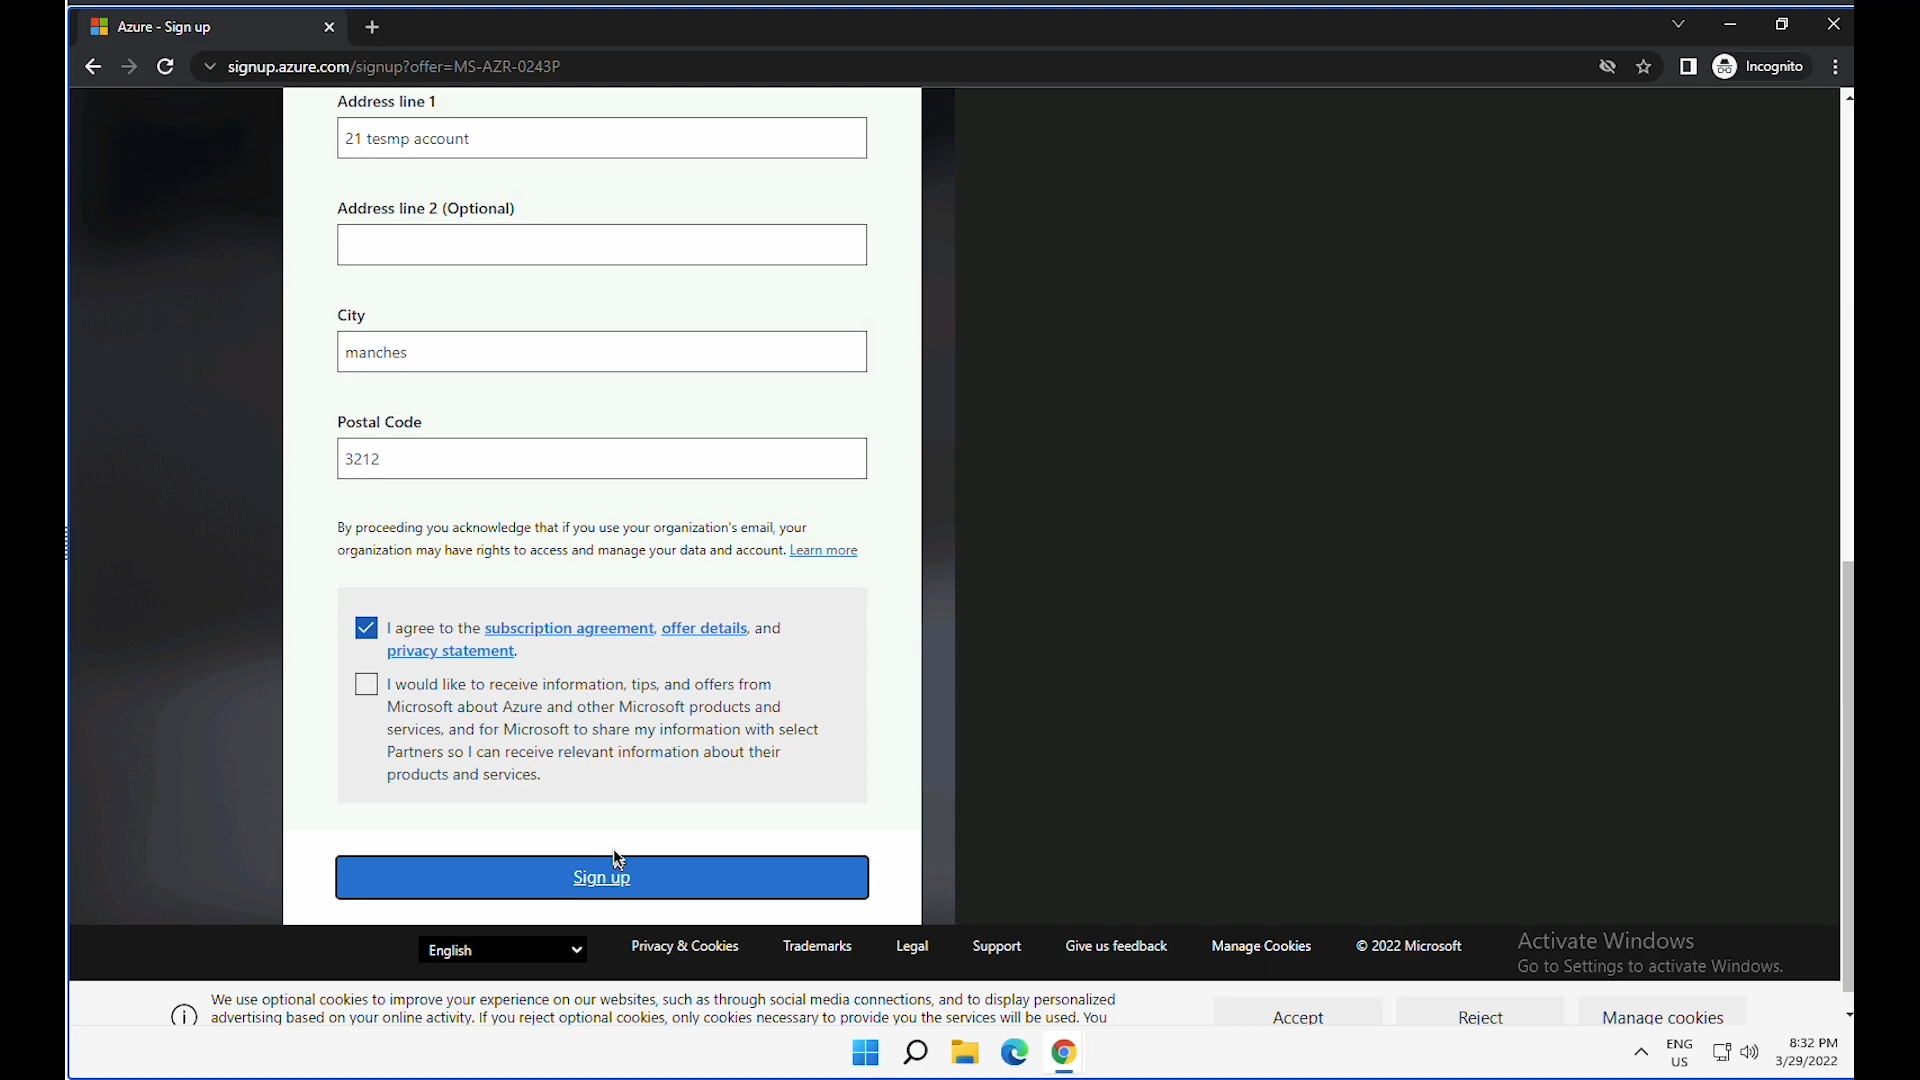 Azure - Sign up
signup.azure.com/signup?offer=MS-AZR-0243P
Incognito
Address line 1
21 tesmp account
Address line 2 (Optional)
City
manches
Postal Code
3212
By proceeding you acknowledge that if you use your organization's email, your
organization may have rights to access and manage your data and account. Learn more
I agree to the subscription agreement, offer details, and
privacy statement.
I would like to receive information, tips, and offers from
Microsoft about Azure and other Microsoft products and
services, and for Microsoft to share my information with select
Partners so I can receive relevant information about their
products and services.
Sign up
English
Privacy & Cookies
Trademarks
Legal
Support
Give us feedback
Manage Cookies
© 2022 Microsoft
Activate Windows
Go to Settings to activate Windows.
We use optional cookies to improve your experience on our websites, such as through social media connections, and to display personalized
advertising based on your online activity. If you reject optional cookies, only cookies necessary to provide you the services will be used. You
Accept
Reject
Manage cookies
ENG
US
8:32 PM
3/29/2022